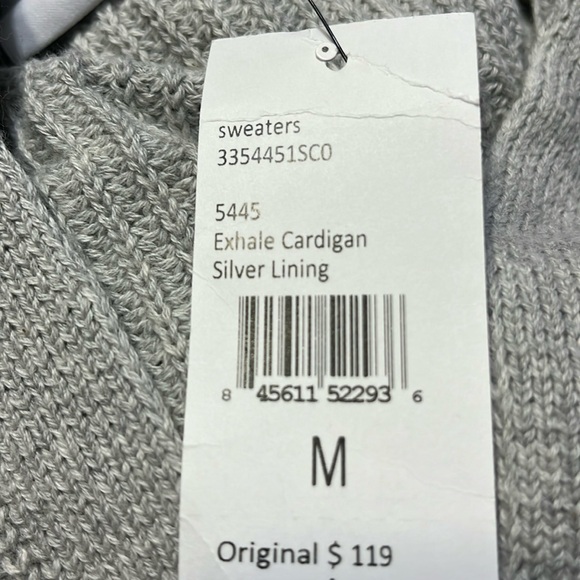 sweaters
3354451SC0
5445
Exhale Cardigan
Silver Lining
8 45611 52293 6
M
Original $ 119